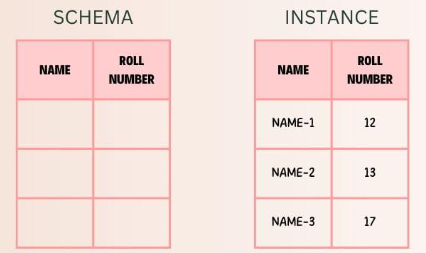 SCHEMA
NAME
ROLL
NUMBER
INSTANCE
NAME
ROLL
NUMBER
NAME-1 12
NAME-2 13
NAME-3 17